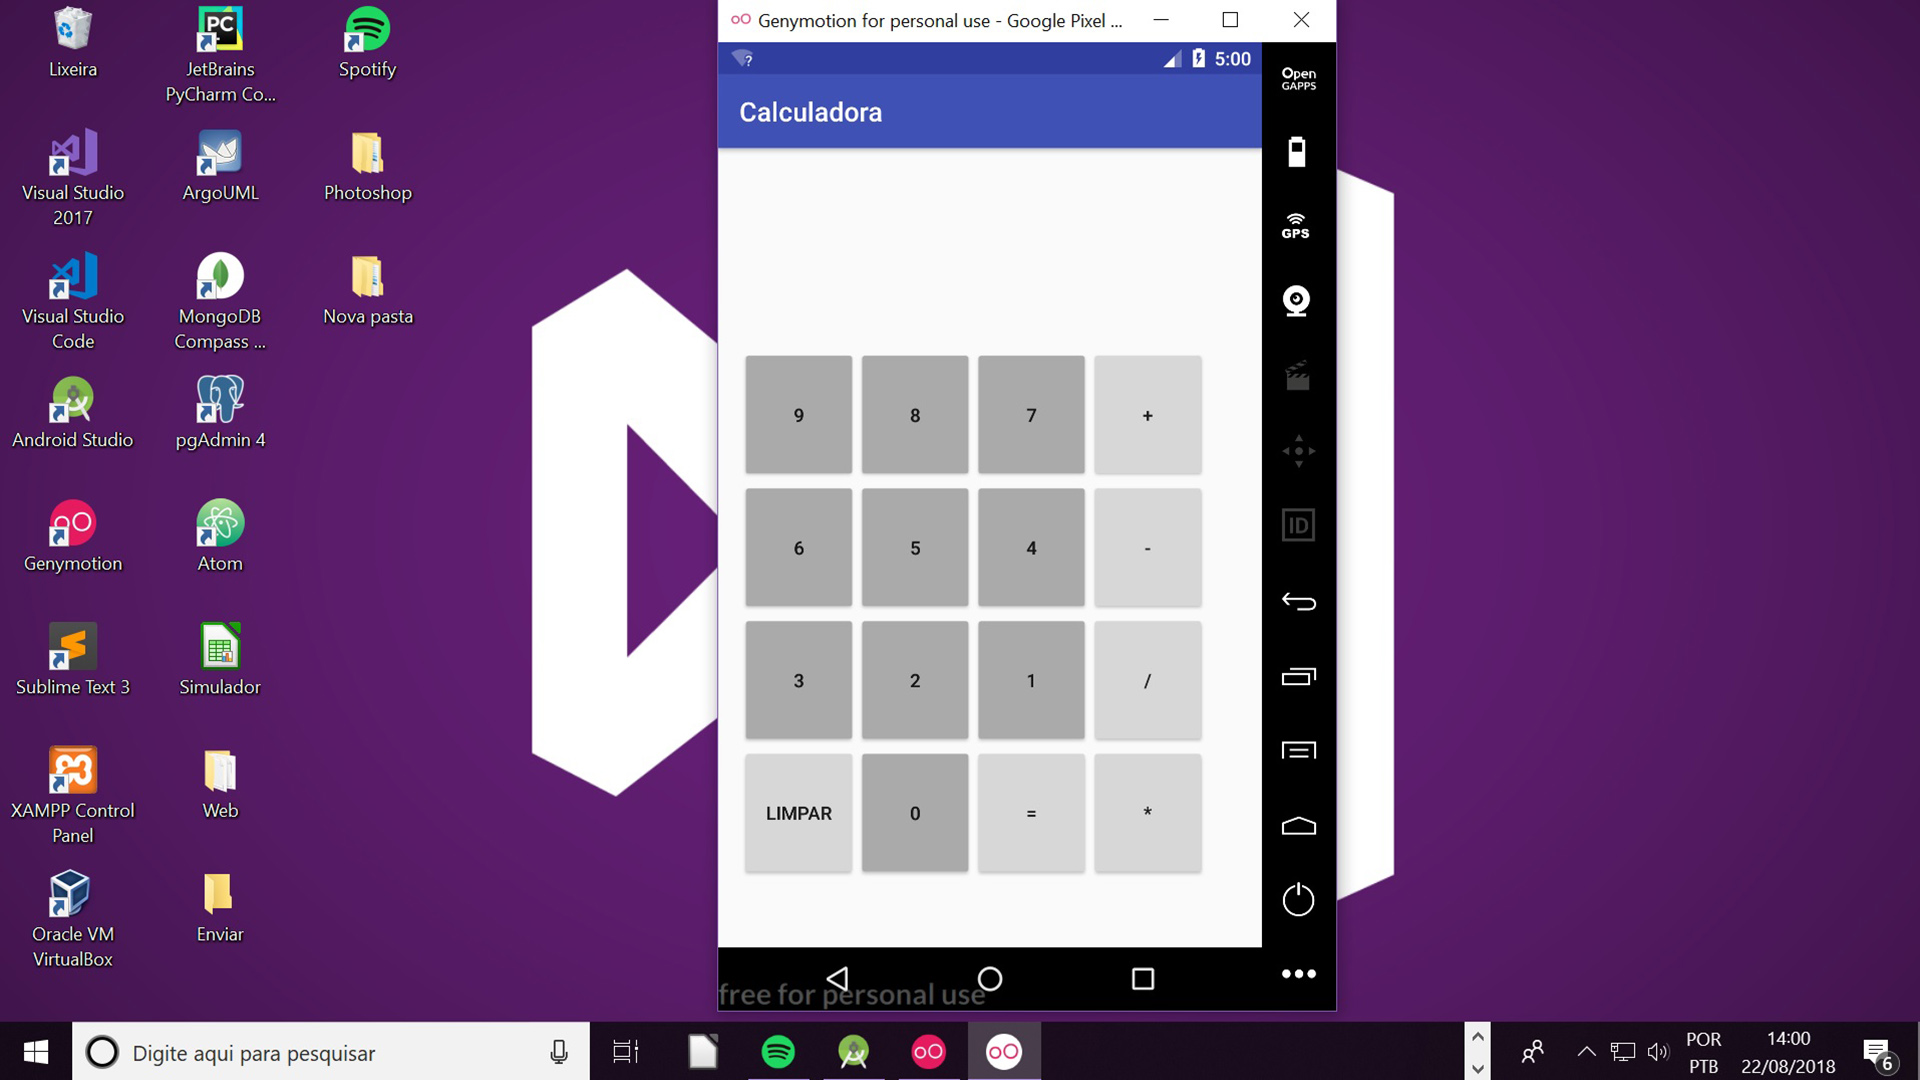 Lixeira
JetBrains
PyCharm Co...
Spotify
Visual Studio
2017
ArgoUML
Photoshop
Visual Studio
Code
MongoDB
Compass ...
Nova pasta
Android Studio
pgAdmin 4
Genymotion
Atom
Sublime Text 3
Simulador
XAMPP Control
Panel
Web
Oracle VM
VirtualBox
Enviar
PC
Genymotion for personal use - Google Pixel ...
5:00
Calculadora
9 8 7 +
6 5 4 -
3 2 1 /
LIMPAR 0 = *
free for personal use
Open
GAPPS
GPS
ID
Digite aqui para pesquisar
POR
PTB
14:00
22/08/2018
6